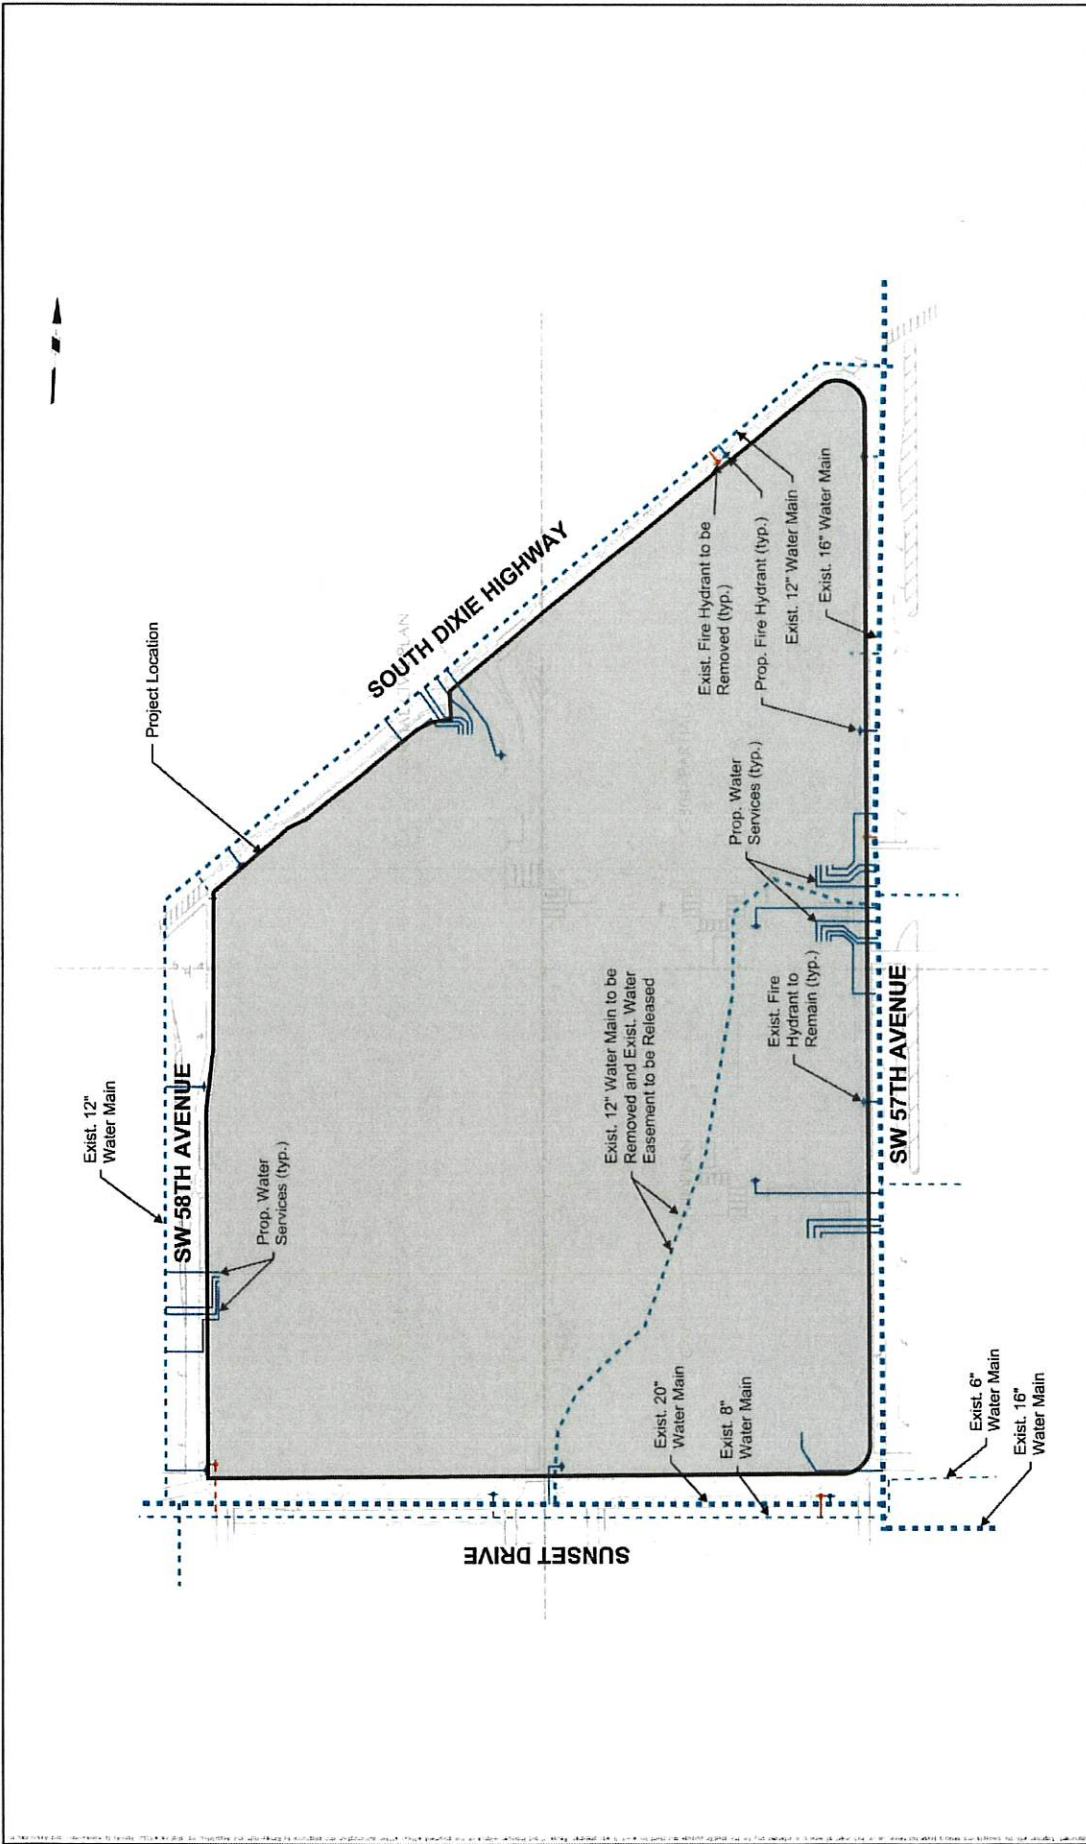 Project Location
SOUTH DIXIE HIGHWAY
Exist. 12"
Water Main
SW 58TH AVENUE
Prop. Water
Services (typ.)
Exist. Fire Hydrant to be
Removed (typ.)
Prop. Fire Hydrant (typ.)
Exist. 12" Water Main
Exist. 16" Water Main
Prop. Water
Services (typ.)
Exist. 12" Water Main to be
Removed and Exist. Water
Easement to be Released
Exist. Fire
Hydrant to
Remain (typ.)
SW 57TH AVENUE
Exist. 20"
Water Main
Exist. 8"
Water Main
SUNSET DRIVE
Exist. 6"
Water Main
Exist. 16"
Water Main